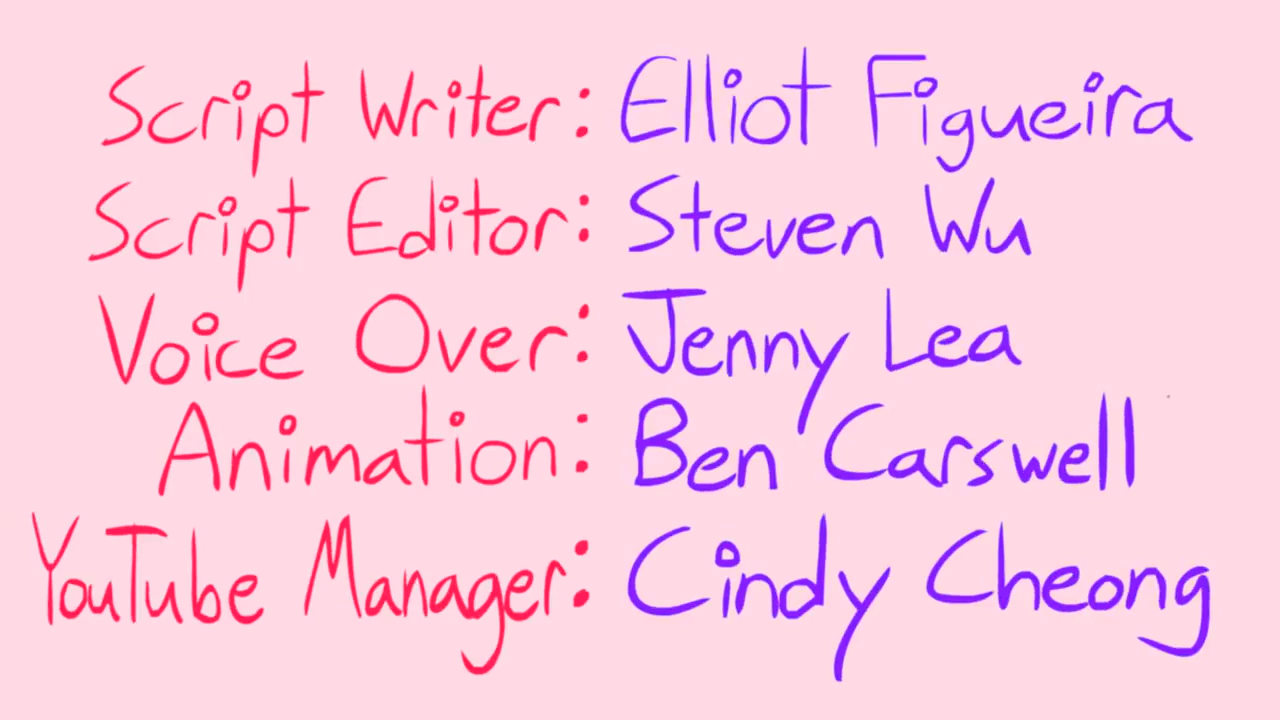 Script Writer: Elliot Figueira
Script Editor: Steven Wu
Voice Over: Jenny Lea
Animation: Ben Carswell
YouTube Manager: Cindy Cheong